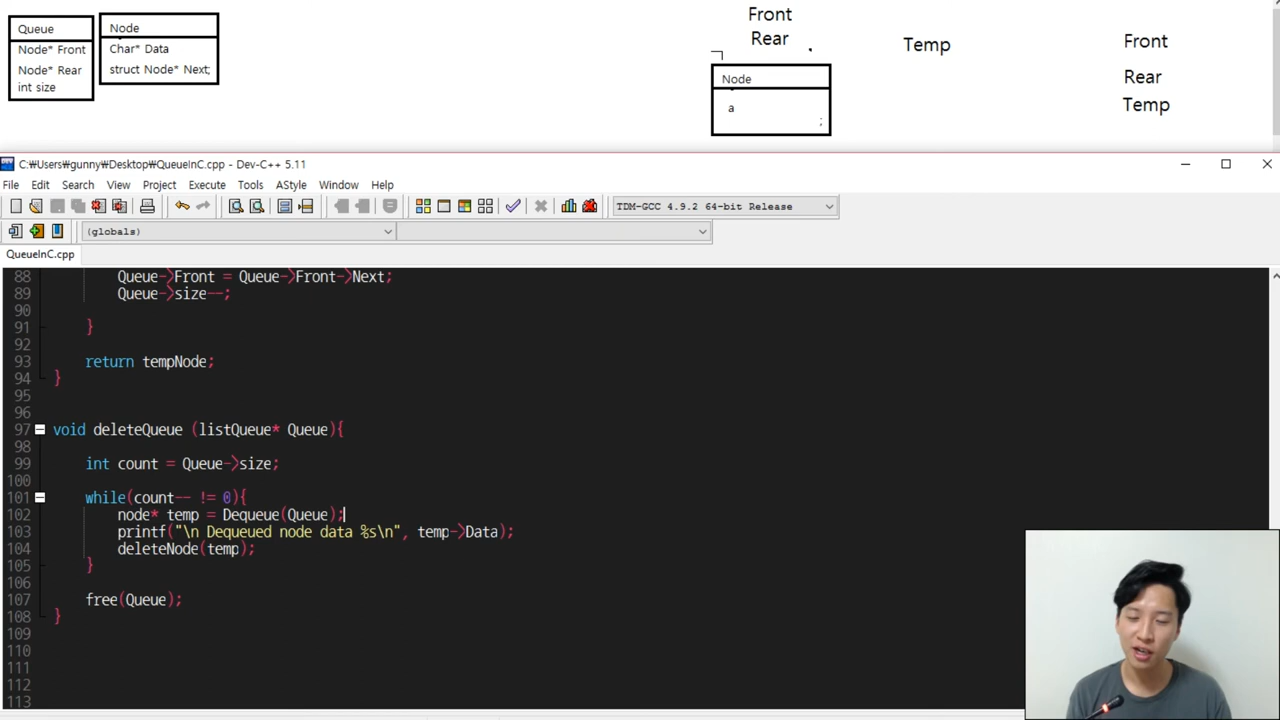 Queue
Node* Front
Node* Rear
int size
Node
Char* Data
struct Node* Next;
Front
Rear
Node
a
;
Temp
Front
Rear
Temp
C:₩Users₩gunny₩Desktop₩QueueInC.cpp - Dev-C++ 5.11
File Edit Search View Project Execute Tools AStyle Window Help
TDM-GCC 4.9.2 64-bit Release
(globals)
QueueInC.cpp
88 Queue->Front = Queue->Front->Next;
89 Queue->size--;
90
91 }
92
93 return tempNode;
94 }
95
96
97 void deleteQueue (listQueue* Queue){
98
99 int count = Queue->size;
100
101 while(count-- != 0){
102 node* temp = Dequeue(Queue);
103 printf("\n Dequeued node data %s\n", temp->Data);
104 deleteNode(temp);
105 }
106
107 free(Queue);
108 }
109
110
111
112
113